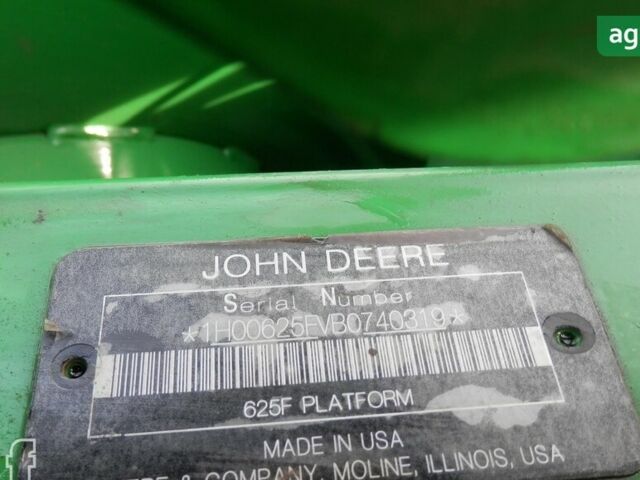 ag
JOHN DEERE
Serial Number
*1H00625FVB0740319*
625F PLATFORM
MADE IN USA
& COMPANY, MOLINE, ILLINOIS, USA
f